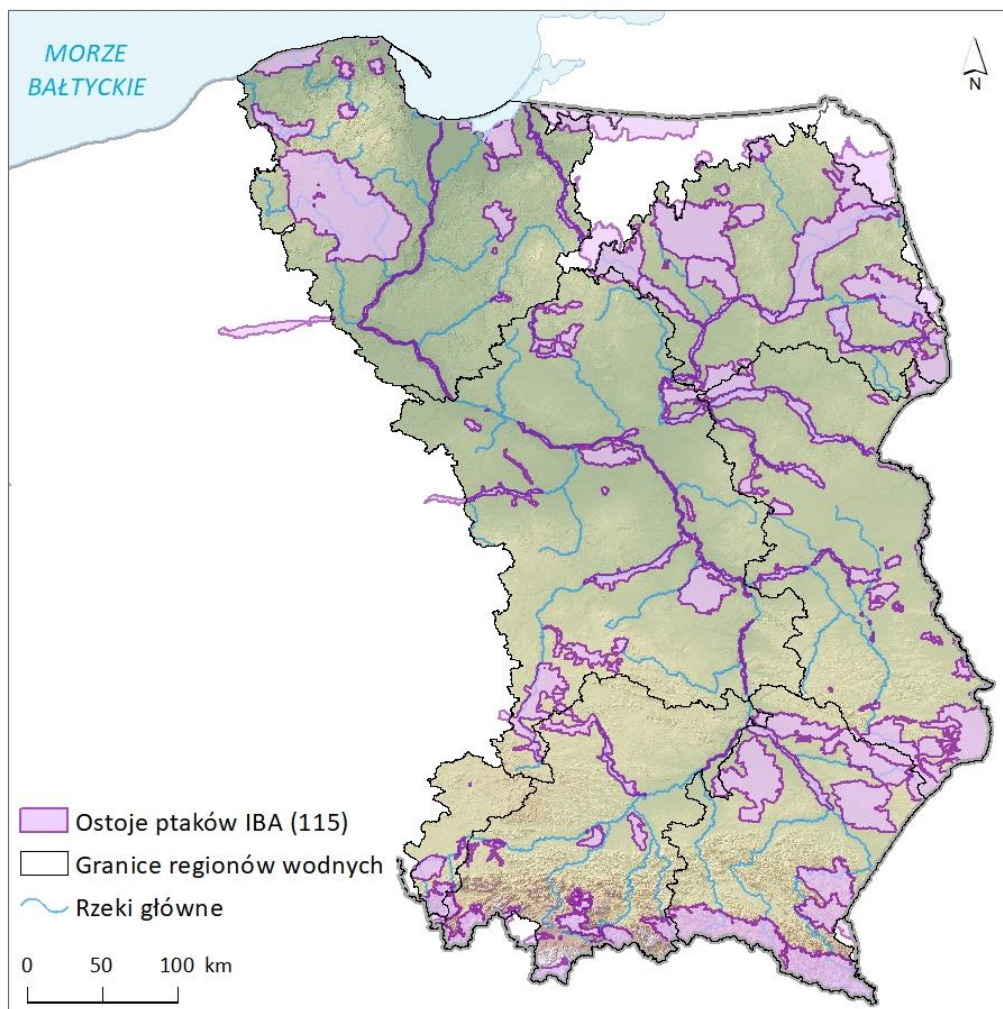 MORZE
BAŁTYCKIE
N
Ostoje ptaków IBA (115)
Granice regionów wodnych
Rzeki główne
0 50 100 km